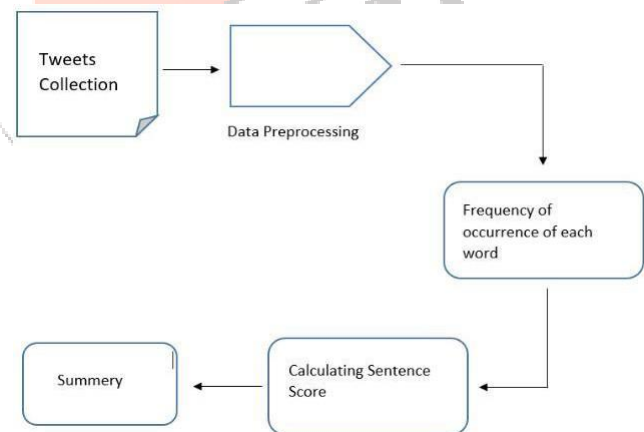 Tweets
Collection
Data Preprocessing
Frequency of
occurrence of each
word
Calculating Sentence
Score
Summery